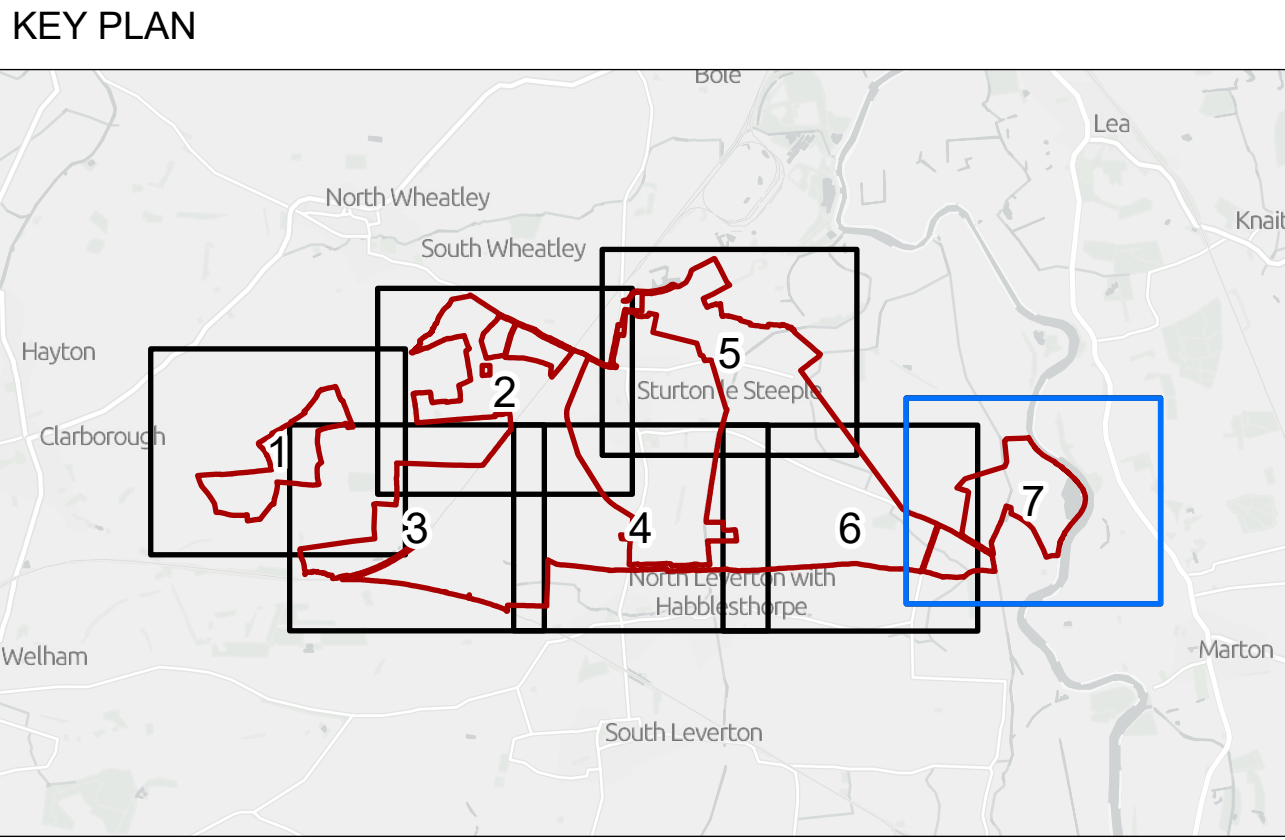 KEY PLAN
Bole
Lea
North Wheatley
Knait
South Wheatley
Hayton
5
2
Sturton le Steeple
Clarborough
1
7
3
4
6
North Leverton with
Habblesthorpe
Welham
Marton
South Leverton